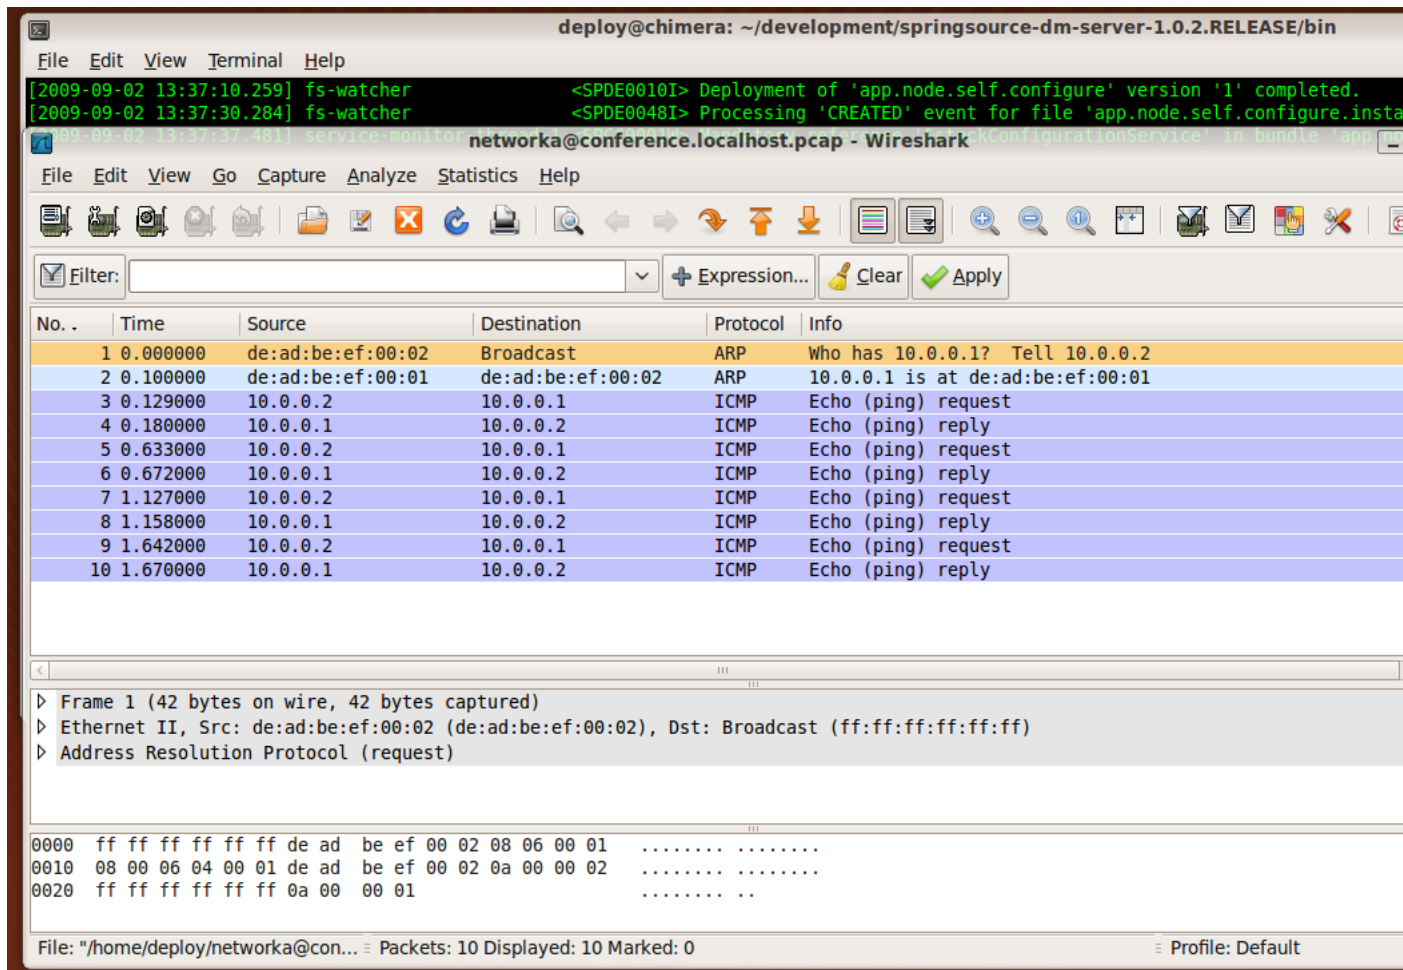 deploy@chimera: ~/development/springsource-dm-server-1.0.2.RELEASE/bin
File Edit View Terminal Help
[2009-09-02 13:37:10.259] fs-watcher <SPDE0010I> Deployment of 'app.node.self.configure' version '1' completed.
[2009-09-02 13:37:30.284] fs-watcher <SPDE0048I> Processing 'CREATED' event for file 'app.node.self.configure.insta
networka@conference.localhost.pcap - Wireshark
File Edit View Go Capture Analyze Statistics Help
Filter: Expression... Clear Apply
No. . Time Source Destination Protocol Info
1 0.000000 de:ad:be:ef:00:02 Broadcast ARP Who has 10.0.0.1? Tell 10.0.0.2
2 0.100000 de:ad:be:ef:00:01 de:ad:be:ef:00:02 ARP 10.0.0.1 is at de:ad:be:ef:00:01
3 0.129000 10.0.0.2 10.0.0.1 ICMP Echo (ping) request
4 0.180000 10.0.0.1 10.0.0.2 ICMP Echo (ping) reply
5 0.633000 10.0.0.2 10.0.0.1 ICMP Echo (ping) request
6 0.672000 10.0.0.1 10.0.0.2 ICMP Echo (ping) reply
7 1.127000 10.0.0.2 10.0.0.1 ICMP Echo (ping) request
8 1.158000 10.0.0.1 10.0.0.2 ICMP Echo (ping) reply
9 1.642000 10.0.0.2 10.0.0.1 ICMP Echo (ping) request
10 1.670000 10.0.0.1 10.0.0.2 ICMP Echo (ping) reply
Frame 1 (42 bytes on wire, 42 bytes captured)
Ethernet II, Src: de:ad:be:ef:00:02 (de:ad:be:ef:00:02), Dst: Broadcast (ff:ff:ff:ff:ff:ff)
Address Resolution Protocol (request)
0000 ff ff ff ff ff ff de ad be ef 00 02 08 06 00 01 ........ ........
0010 08 00 06 04 00 01 de ad be ef 00 02 0a 00 00 02 ........ ........
0020 ff ff ff ff ff ff 0a 00 00 01 ........ ..
File: "/home/deploy/networka@con... Packets: 10 Displayed: 10 Marked: 0 Profile: Default